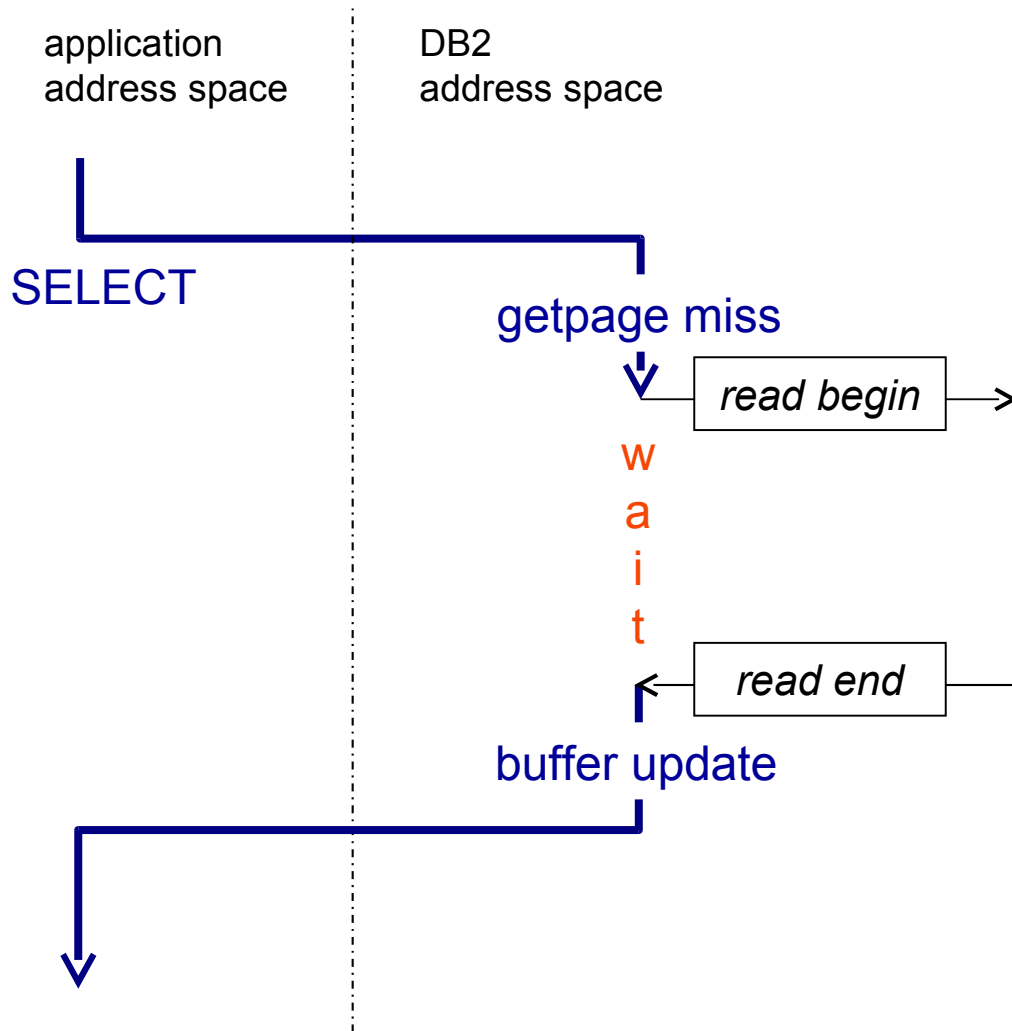 application
address space
DB2
address space
SELECT
getpage miss
read begin
w
a
i
t
read end
buffer update